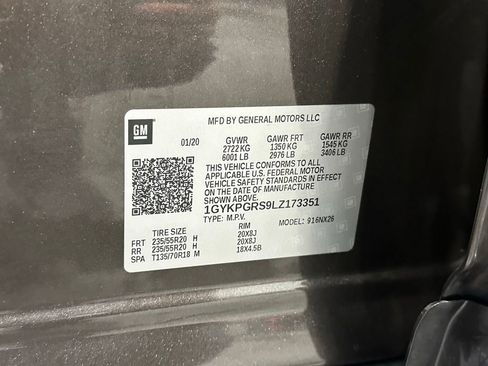 GM
MFD BY GENERAL MOTORS LLC
01/20 GVWR GAWR FRT GAWR RR
2722 KG 1350 KG 1545 KG
6001 LB 2976 LB 3406 LB
THIS VEHICLE CONFORMS TO ALL
APPLICABLE U.S. FEDERAL MOTOR
VEHICLE SAFETY STANDARDS IN EFFECT
ON THE DATE OF MANUFACTURE
SHOWN ABOVE.
1GYKPGRS9LZ173351
TYPE: M.P.V. MODEL: 916NX26
TIRE SIZE RIM
FRT 235/55R20 H 20X8J
RR 235/55R20 H 20X8J
SPA T135/70R18 M 18X4.5B